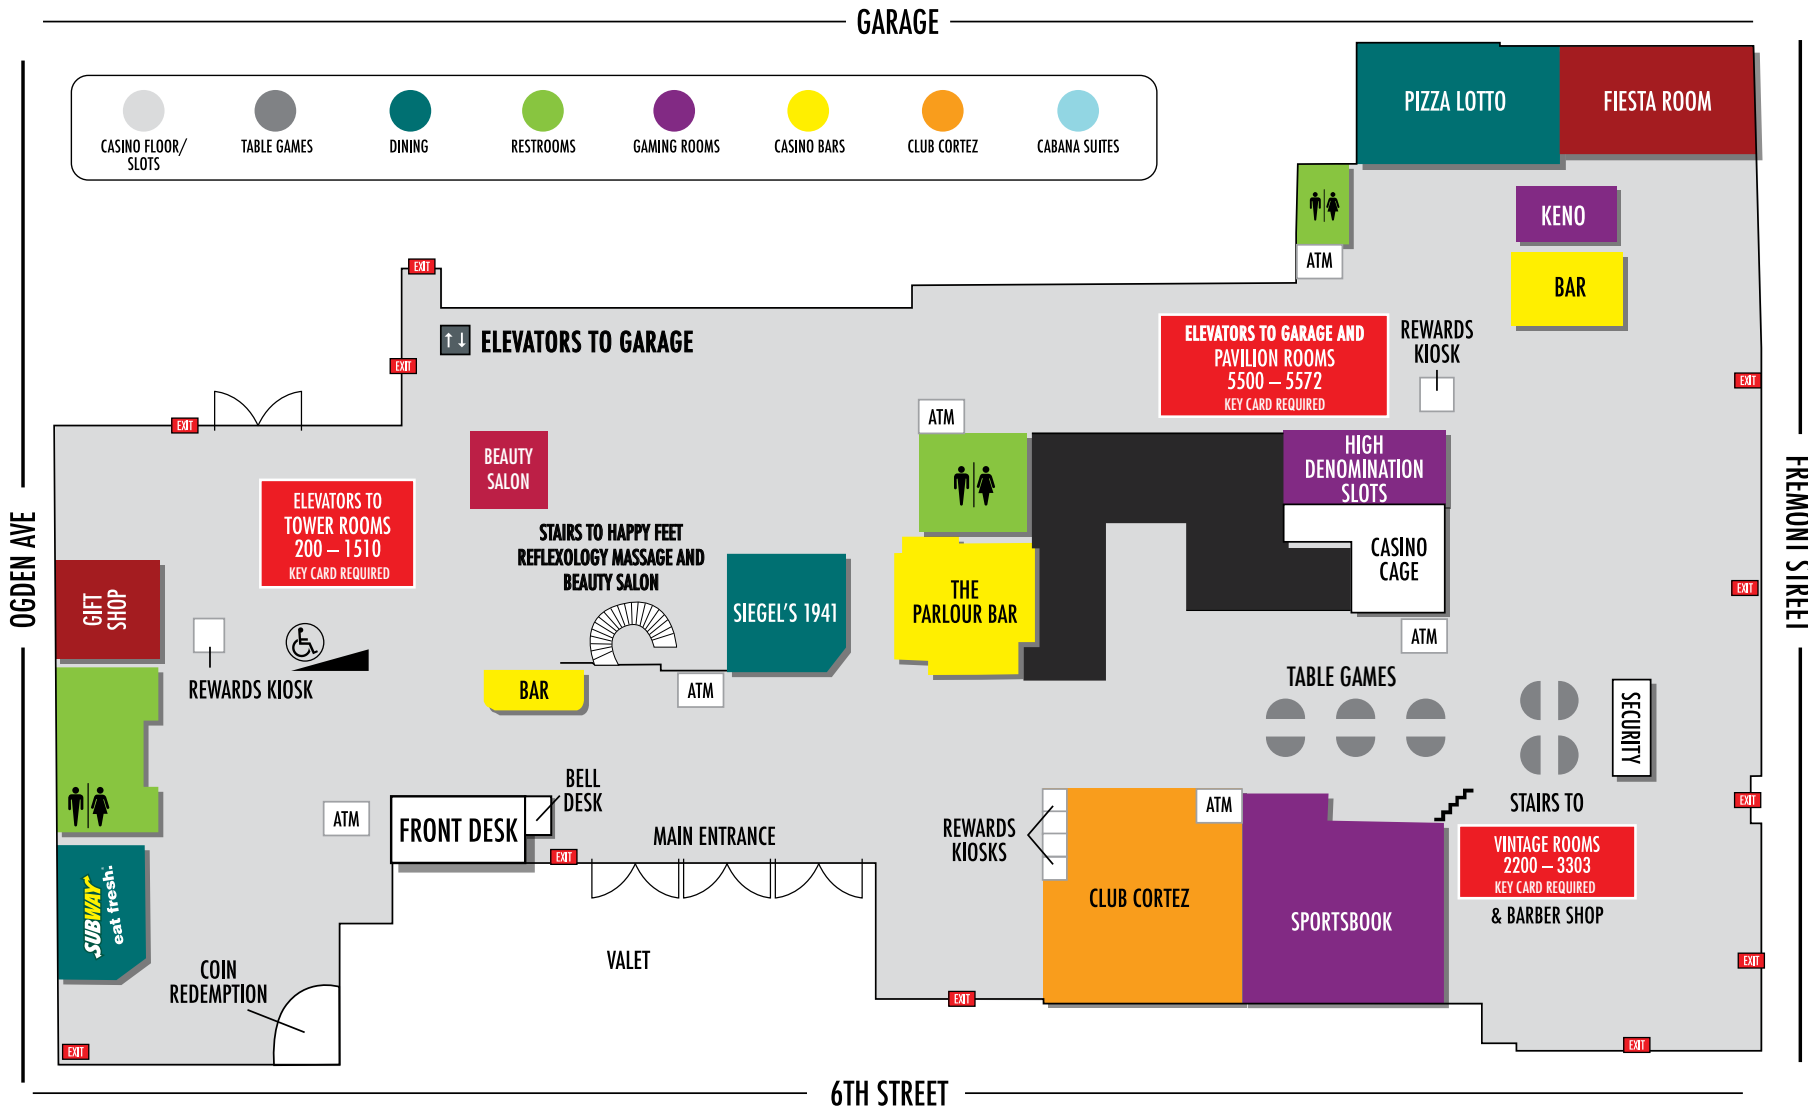 GARAGE
CASINO FLOOR/
SLOTS
TABLE GAMES
DINING
RESTROOMS
GAMING ROOMS
CASINO BARS
CLUB CORTEZ
CABANA SUITES
PIZZA LOTTO
FIESTA ROOM
KENO
BAR
ATM
EXIT
ELEVATORS TO GARAGE
EXIT
ELEVATORS TO GARAGE AND
PAVILION ROOMS
5500 – 5572
KEY CARD REQUIRED
REWARDS
KIOSK
EXIT
EXIT
ATM
BEAUTY
SALON
HIGH
DENOMINATION
SLOTS
ELEVATORS TO
TOWER ROOMS
200 – 1510
KEY CARD REQUIRED
STAIRS TO HAPPY FEET
REFLEXOLOGY MASSAGE AND
BEAUTY SALON
CASINO
CAGE
OGDEN AVE
FREMONT STREET
GIFT
SHOP
SIEGEL'S 1941
THE
PARLOUR BAR
EXIT
ATM
REWARDS KIOSK
BAR
ATM
TABLE GAMES
SECURITY
BELL
DESK
ATM
FRONT DESK
MAIN ENTRANCE
EXIT
REWARDS
KIOSKS
ATM
STAIRS TO
EXIT
VINTAGE ROOMS
2200 – 3303
KEY CARD REQUIRED
& BARBER SHOP
SUBWAY
eat fresh.
CLUB CORTEZ
SPORTSBOOK
VALET
EXIT
COIN
REDEMPTION
EXIT
EXIT
EXIT
6TH STREET